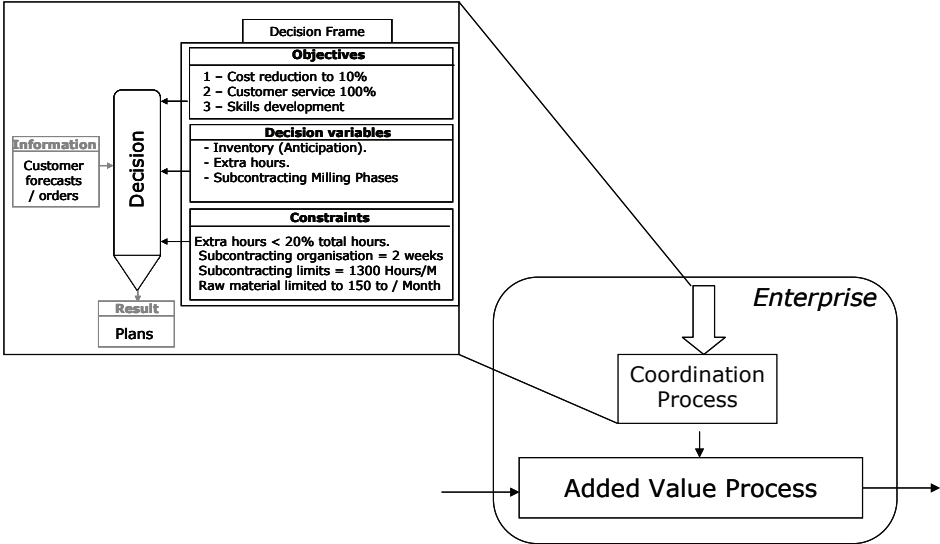 Decision Frame
Objectives
1 – Cost reduction to 10%
2 – Customer service 100%
3 – Skills development
Decision variables
- Inventory (Anticipation).
- Extra hours.
- Subcontracting Milling Phases
Constraints
Extra hours < 20% total hours.
Subcontracting organisation = 2 weeks
Subcontracting limits = 1300 Hours/M
Raw material limited to 150 to / Month
Information
Customer
forecasts
/ orders
Decision
Result
Plans
Enterprise
Coordination
Process
Added Value Process